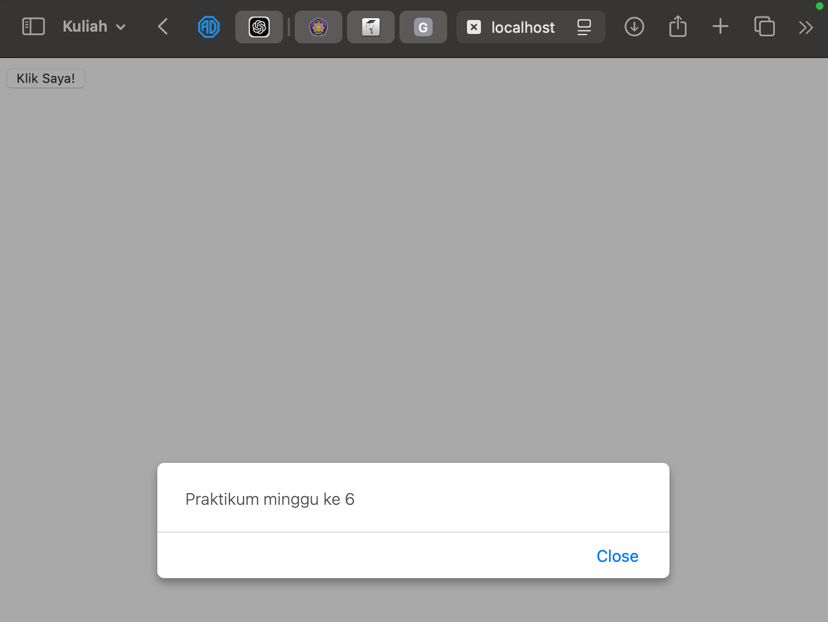 Kuliah
G
localhost
Klik Saya!
Praktikum minggu ke 6
Close